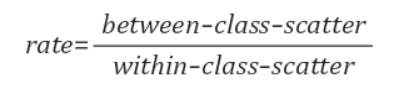 rate= between-class-scatter
within-class-scatter